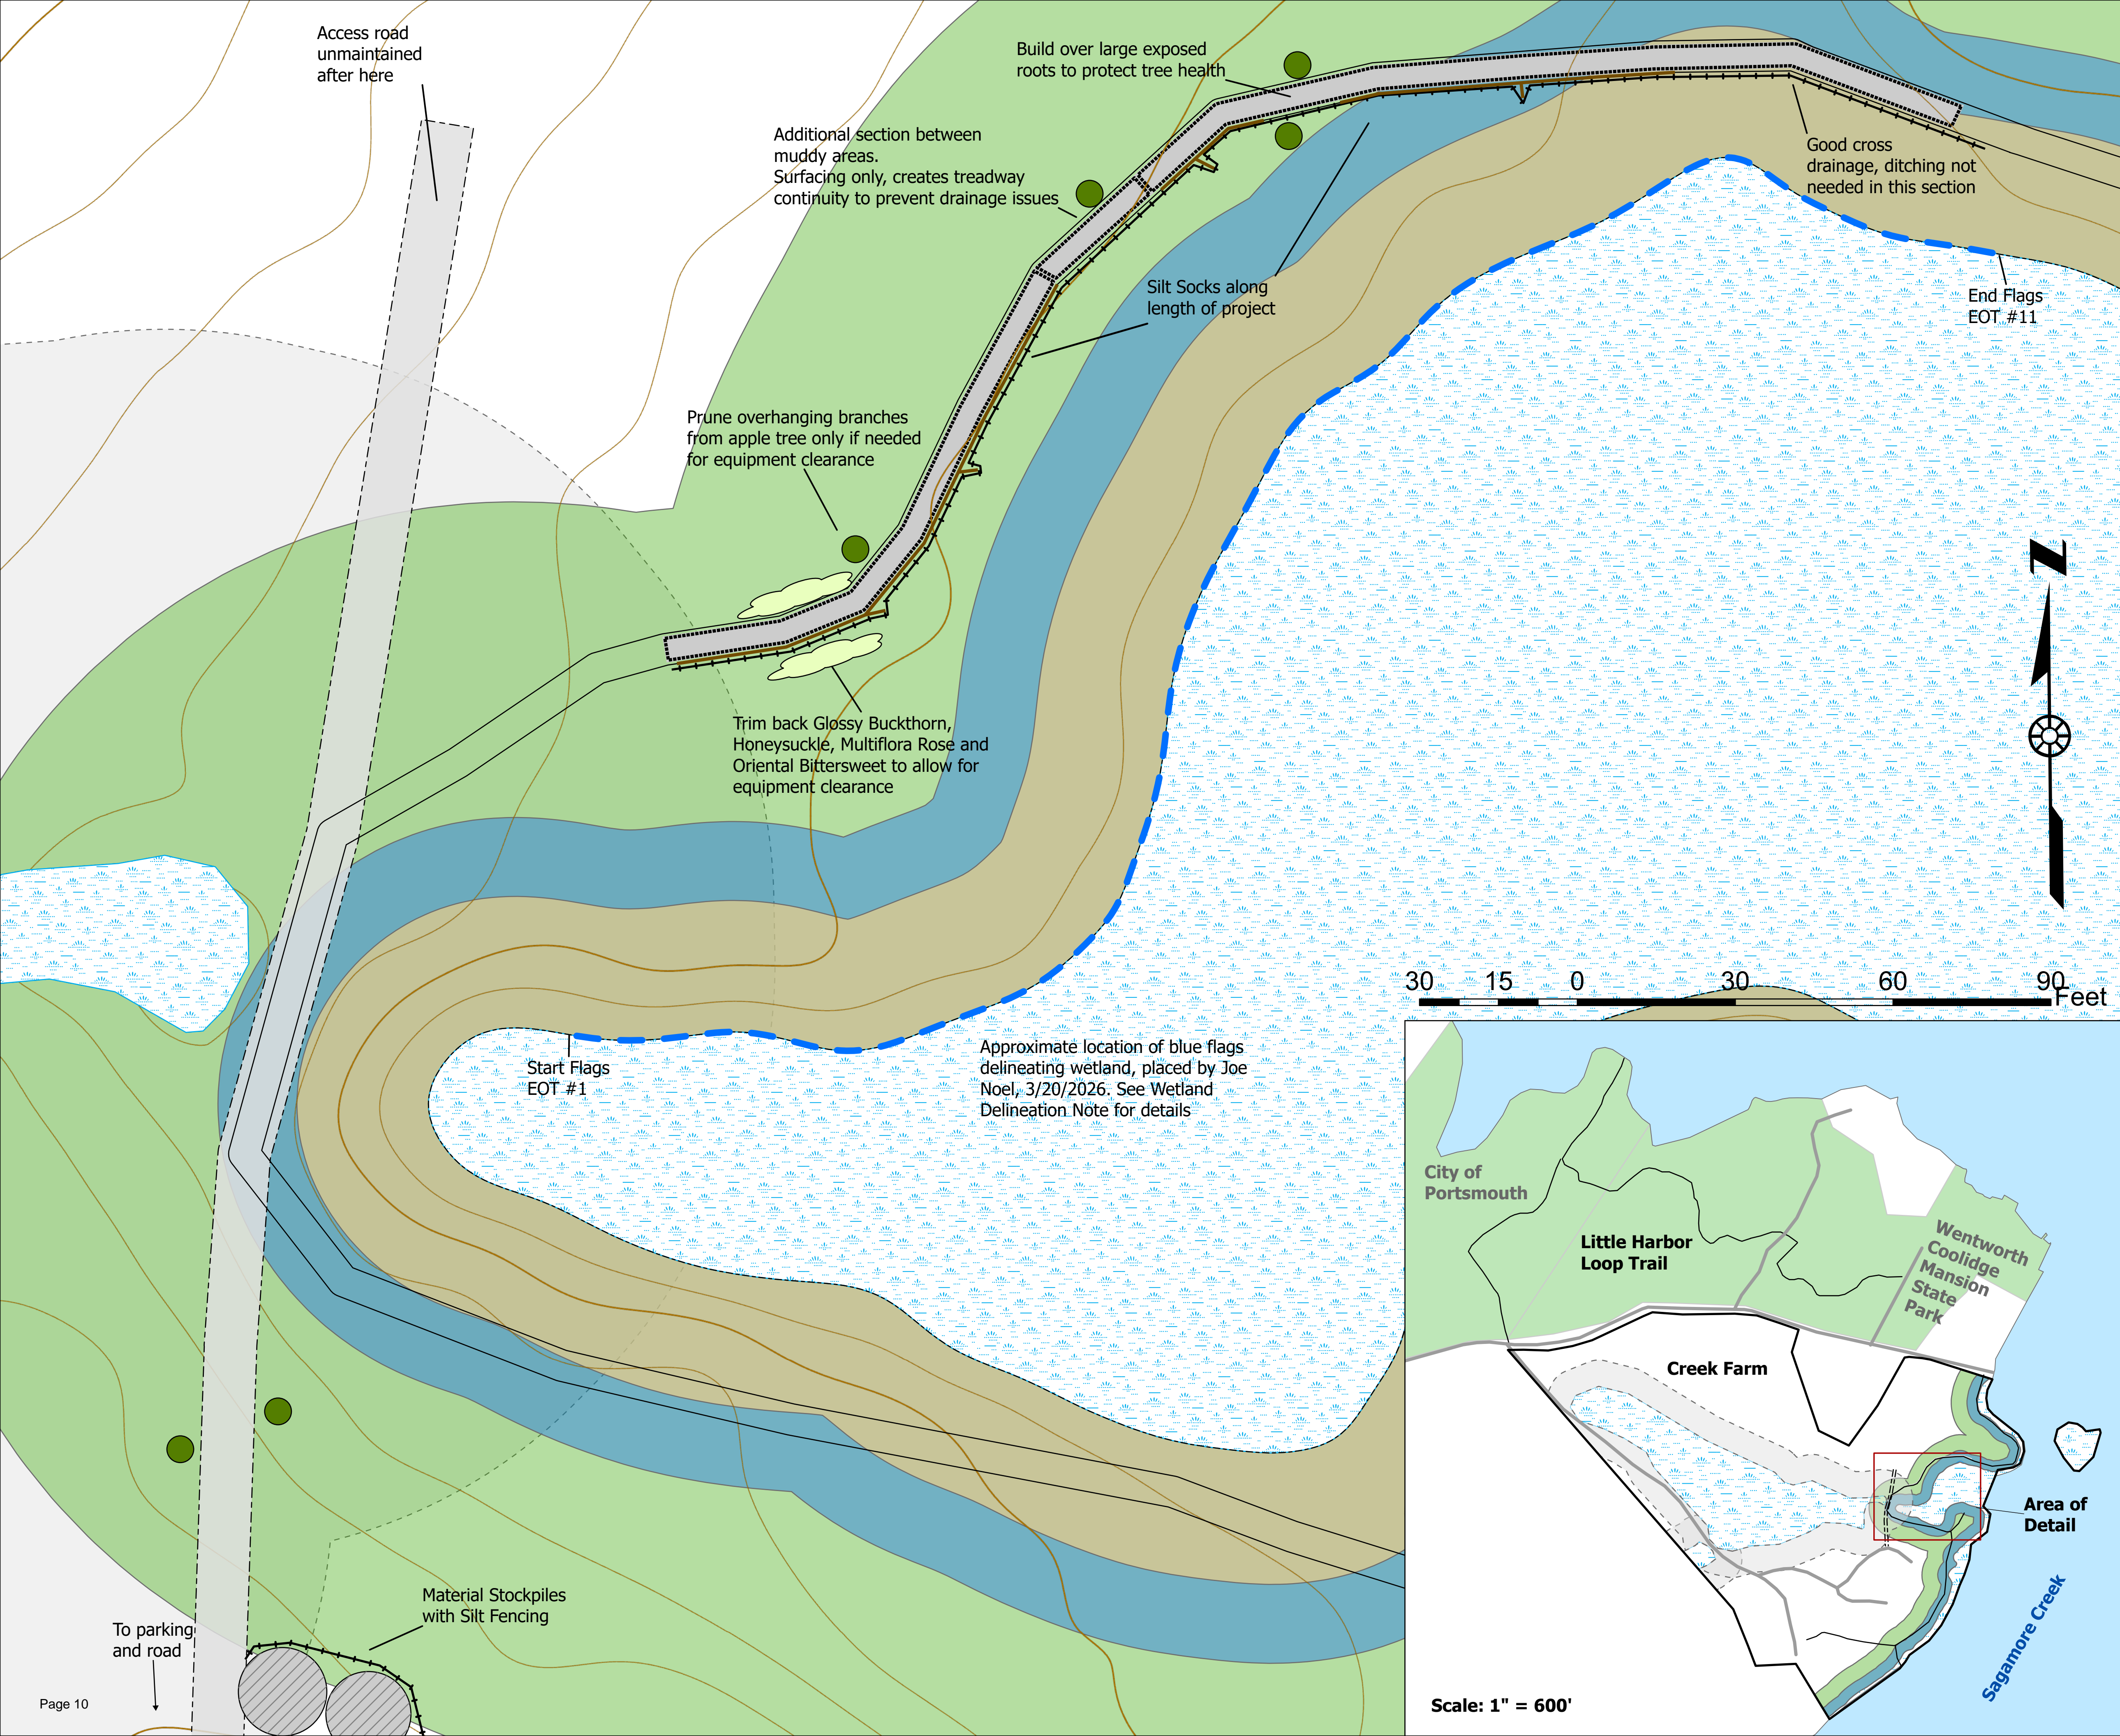 Access road
unmaintained
after here
Build over large exposed
roots to protect tree health
Additional section between
muddy areas.
Surfacing only, creates treadway
continuity to prevent drainage issues
Good cross
drainage, ditching not
needed in this section
Silt Socks along
length of project
End Flags
EOT #11
Prune overhanging branches
from apple tree only if needed
for equipment clearance
N
Trim back Glossy Buckthorn,
Honeysuckle, Multiflora Rose and
Oriental Bittersweet to allow for
equipment clearance
30 15 0 30 60 90
Feet
Start Flags
EOT #1
Approximate location of blue flags
delineating wetland, placed by Joe
Noel, 3/20/2026. See Wetland
Delineation Note for details
City of
Portsmouth
Little Harbor
Loop Trail
Wentworth
Coolidge
Mansion
State
Park
Creek Farm
Area of
Detail
Sagamore Creek
Scale: 1" = 600'
Material Stockpiles
with Silt Fencing
To parking
and road
Page 10